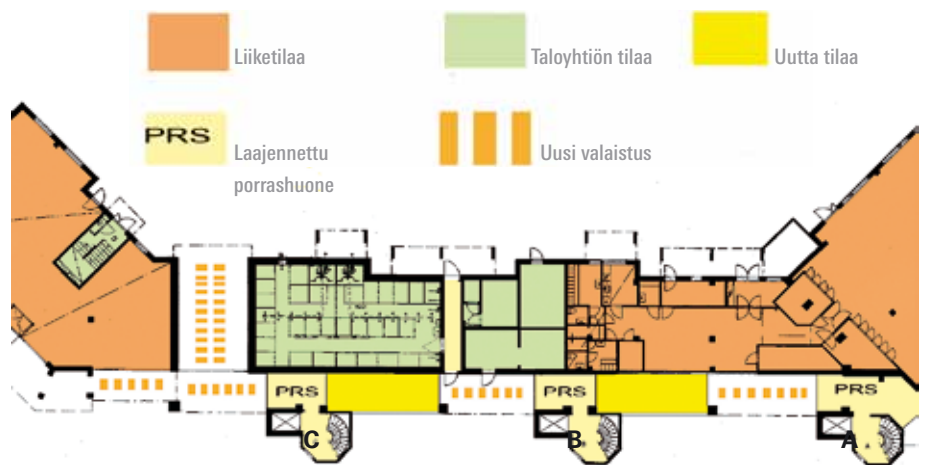 Liiketilaa
Taloyhtiön tilaa
Uutta tilaa
PRS
Laajennettu
porrashuone
Uusi valaistus
PRS
PRS
PRS
C
B
A